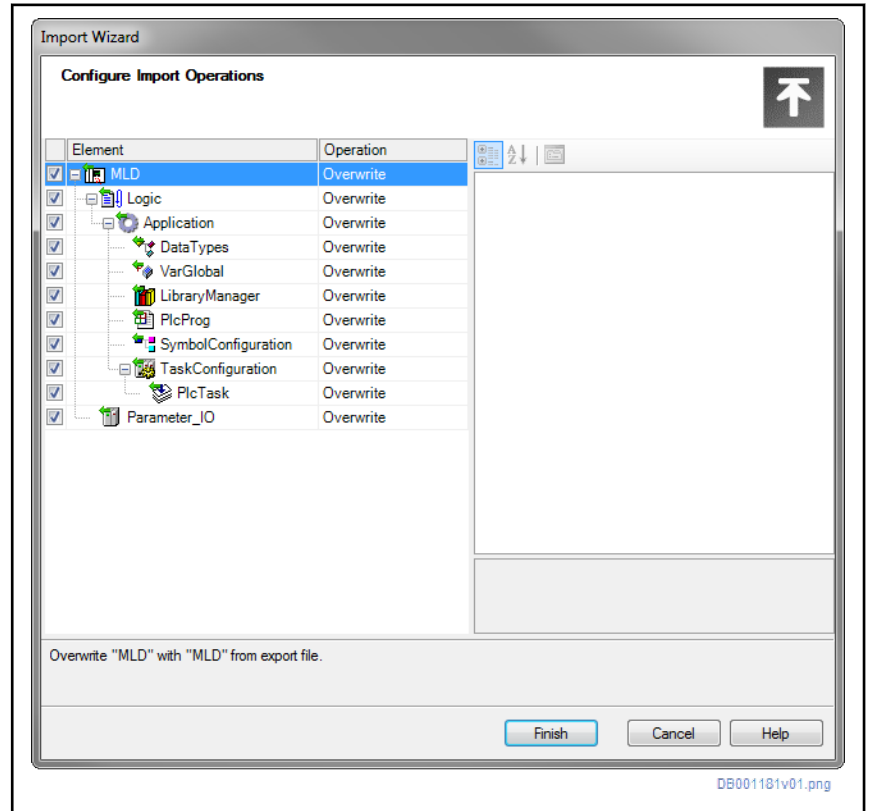 Import Wizard
Configure Import Operations
Element Operation
MLD Overwrite
Logic Overwrite
Application Overwrite
DataTypes Overwrite
VarGlobal Overwrite
LibraryManager Overwrite
PlcProg Overwrite
SymbolConfiguration Overwrite
TaskConfiguration Overwrite
PlcTask Overwrite
Parameter_IO Overwrite
Overwrite "MLD" with "MLD" from export file.
Finish Cancel Help
DB001181v01.png